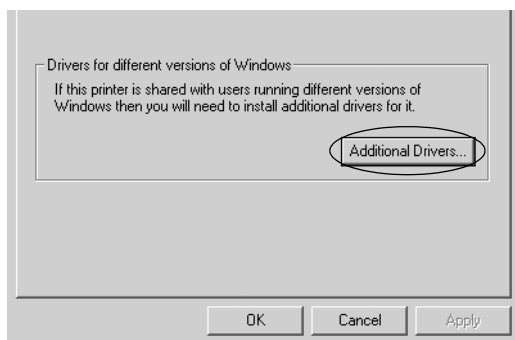 Drivers for different versions of Windows
If this printer is shared with users running different versions of
Windows then you will need to install additional drivers for it.
Additional Drivers...
OK Cancel Apply